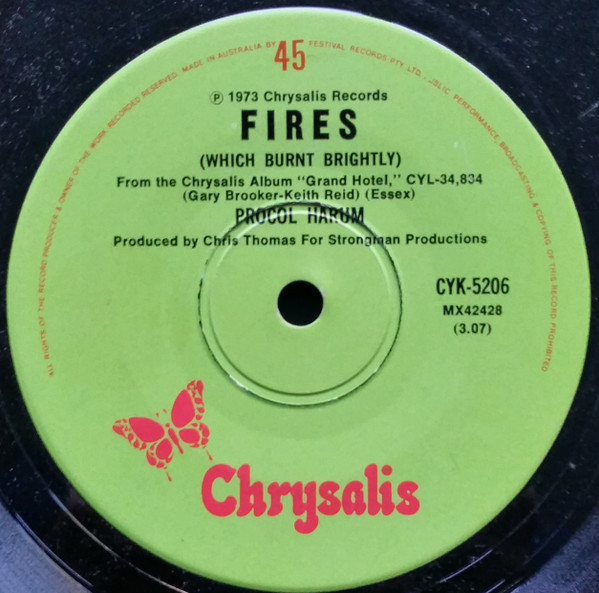 ALL RIGHTS OF THE RECORD PRODUCER & OWNER OF THE WORK RECORDED RESERVED. MADE IN AUSTRALIA BY FESTIVAL RECORDS PTY. LTD. PERFORMANCE, BROADCASTING & COPYING OF THIS RECORD PROHIBITED
45
℗ 1973 Chrysalis Records
FIRES
(WHICH BURNT BRIGHTLY)
From the Chrysalis Album "Grand Hotel," CYL-34,834
(Gary Brooker-Keith Reid) (Essex)
PROCOL HARUM
Produced by Chris Thomas For Strongman Productions
CYK-5206
MX42428
(3.07)
Chrysalis